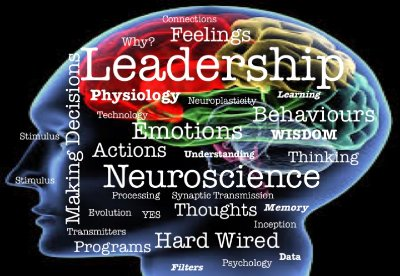 Connections
Why?
Feelings
Leadership
Physiology
Learning
Neuroplasticity
Technology
Behaviours
Emotions
WISDOM
Stimulus
Actions
Understanding
Thinking
Making Decisions
Neuroscience
Stimulus
Processing
Synaptic Transmission
Evolution
YES
Thoughts
Memory
Inception
Transmitters
Programs
Hard Wired
Data
Filters
Psychology